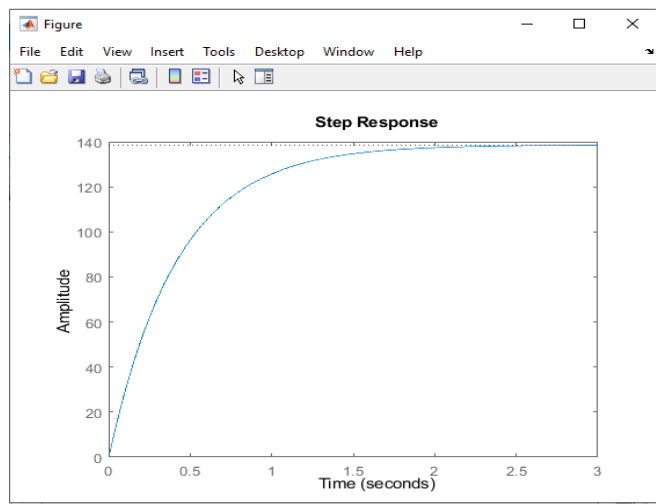 Figure
File Edit View Insert Tools Desktop Window Help
Step Response
140
120
100
80
60
40
20
0
Amplitude
0 0.5 1 1.5 2 2.5 3
Time (seconds)